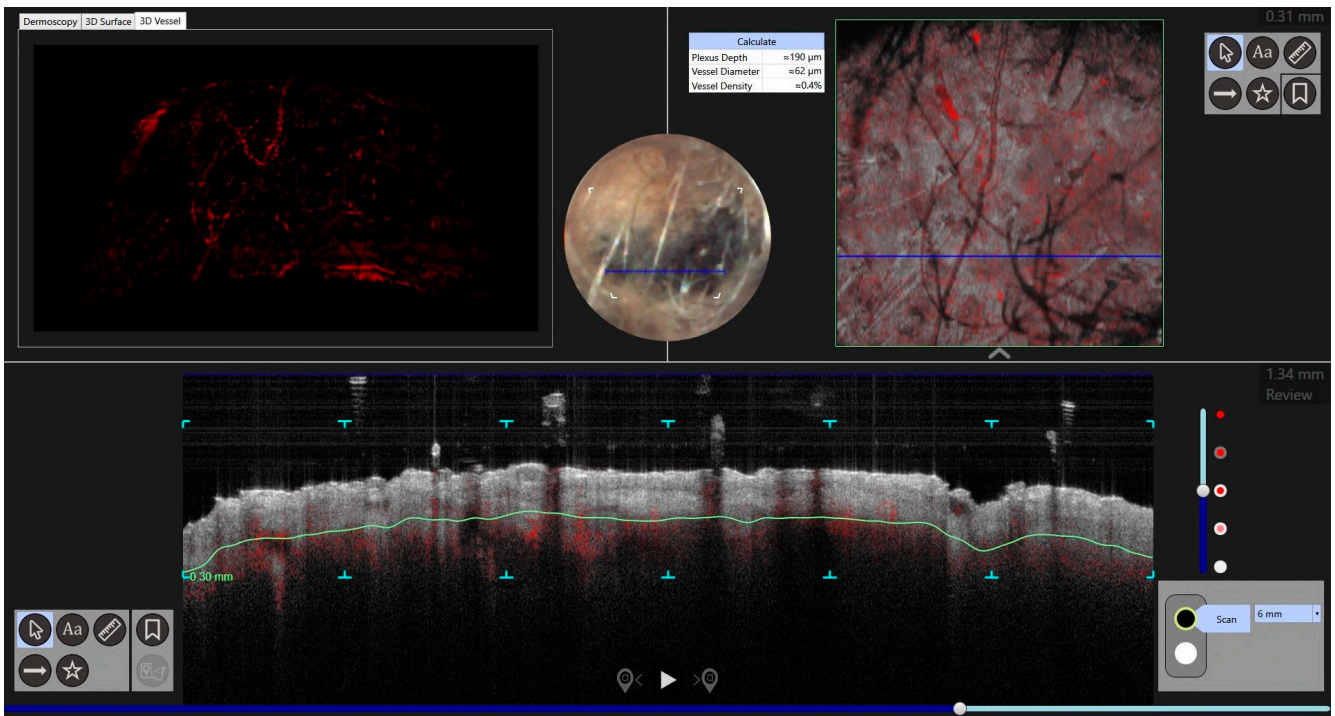 Dermoscopy 3D Surface 3D Vessel
Calculate
Plexus Depth ≈190 µm
Vessel Diameter ≈62 µm
Vessel Density ≈0.4%
0.31 mm
Aa
1.34 mm
Review
0.30 mm
Aa
Scan 6 mm